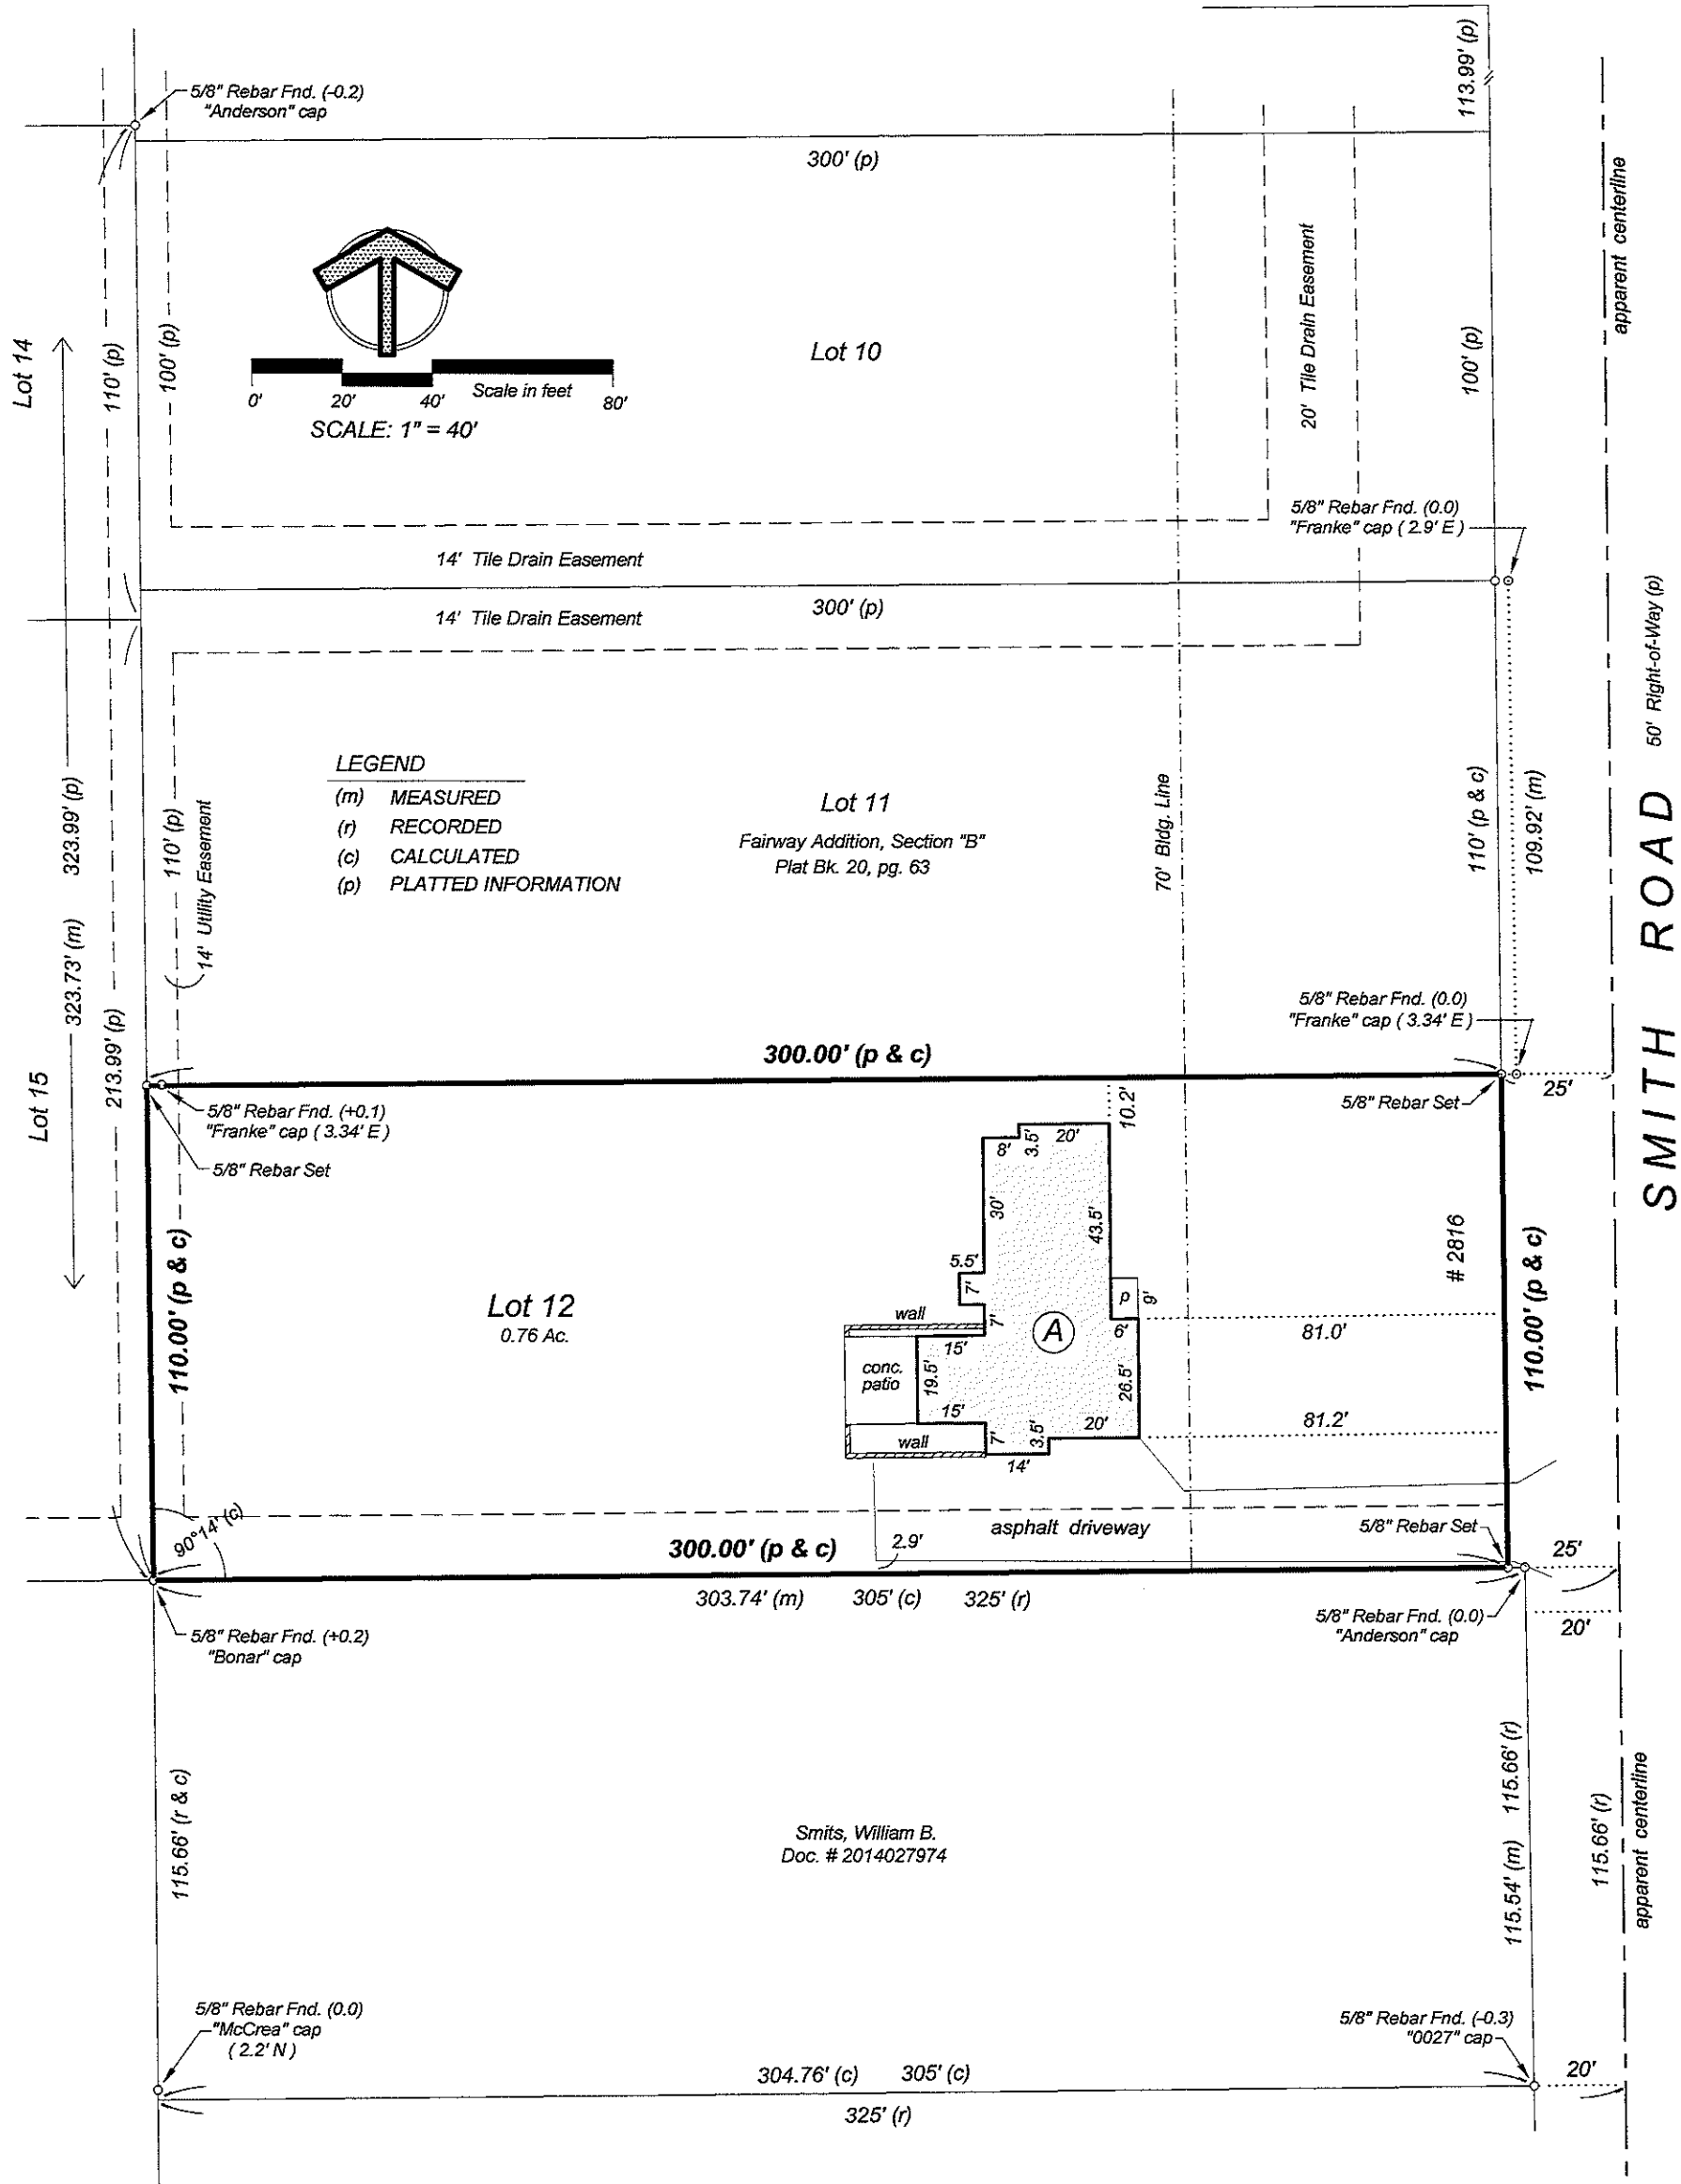 113.99' (p)
5/8" Rebar Fnd. (-0.2)
"Anderson" cap
300' (p)
apparent centerline
Lot 14
110' (p)
100' (p)
0'
20'
40'
Scale in feet
80'
SCALE: 1" = 40'
Lot 10
20' Tile Drain Easement
100' (p)
5/8" Rebar Fnd. (0.0)
"Franke" cap ( 2.9' E )
14' Tile Drain Easement
300' (p)
14' Tile Drain Easement
50' Right-of-Way (p)
SMITH ROAD
323.99' (p)
323.73' (m)
213.99' (p)
Lot 15
110' (p)
14' Utility Easement
LEGEND
(m) MEASURED
(r) RECORDED
(c) CALCULATED
(p) PLATTED INFORMATION
Lot 11
Fairway Addition, Section "B"
Plat Bk. 20, pg. 63
70' Bldg. Line
110' (p & c)
109.92' (m)
5/8" Rebar Fnd. (0.0)
"Franke" cap ( 3.34' E )
300.00' (p & c)
5/8" Rebar Fnd. (+0.1)
"Franke" cap ( 3.34' E )
5/8" Rebar Set
5/8" Rebar Set
25'
10.2'
8'
3.5'
20'
30'
43.5'
5.5'
7'
7'
p
9'
6'
A
# 2816
110.00' (p & c)
110.00' (p & c)
Lot 12
0.76 Ac.
wall
15'
conc.
patio
19.5'
15'
wall
7'
14'
3.5'
20'
26.5'
81.0'
81.2'
90°14' (c)
asphalt driveway
5/8" Rebar Set
2.9'
25'
300.00' (p & c)
303.74' (m) 305' (c) 325' (r)
5/8" Rebar Fnd. (+0.2)
"Bonar" cap
5/8" Rebar Fnd. (0.0)
"Anderson" cap
20'
115.66' (r & c)
Smits, William B.
Doc. # 2014027974
115.54' (m) 115.66' (r)
115.66' (r)
apparent centerline
5/8" Rebar Fnd. (0.0)
"McCrea" cap
( 2.2' N )
5/8" Rebar Fnd. (-0.3)
"0027" cap
304.76' (c) 305' (c)
325' (r)
20'